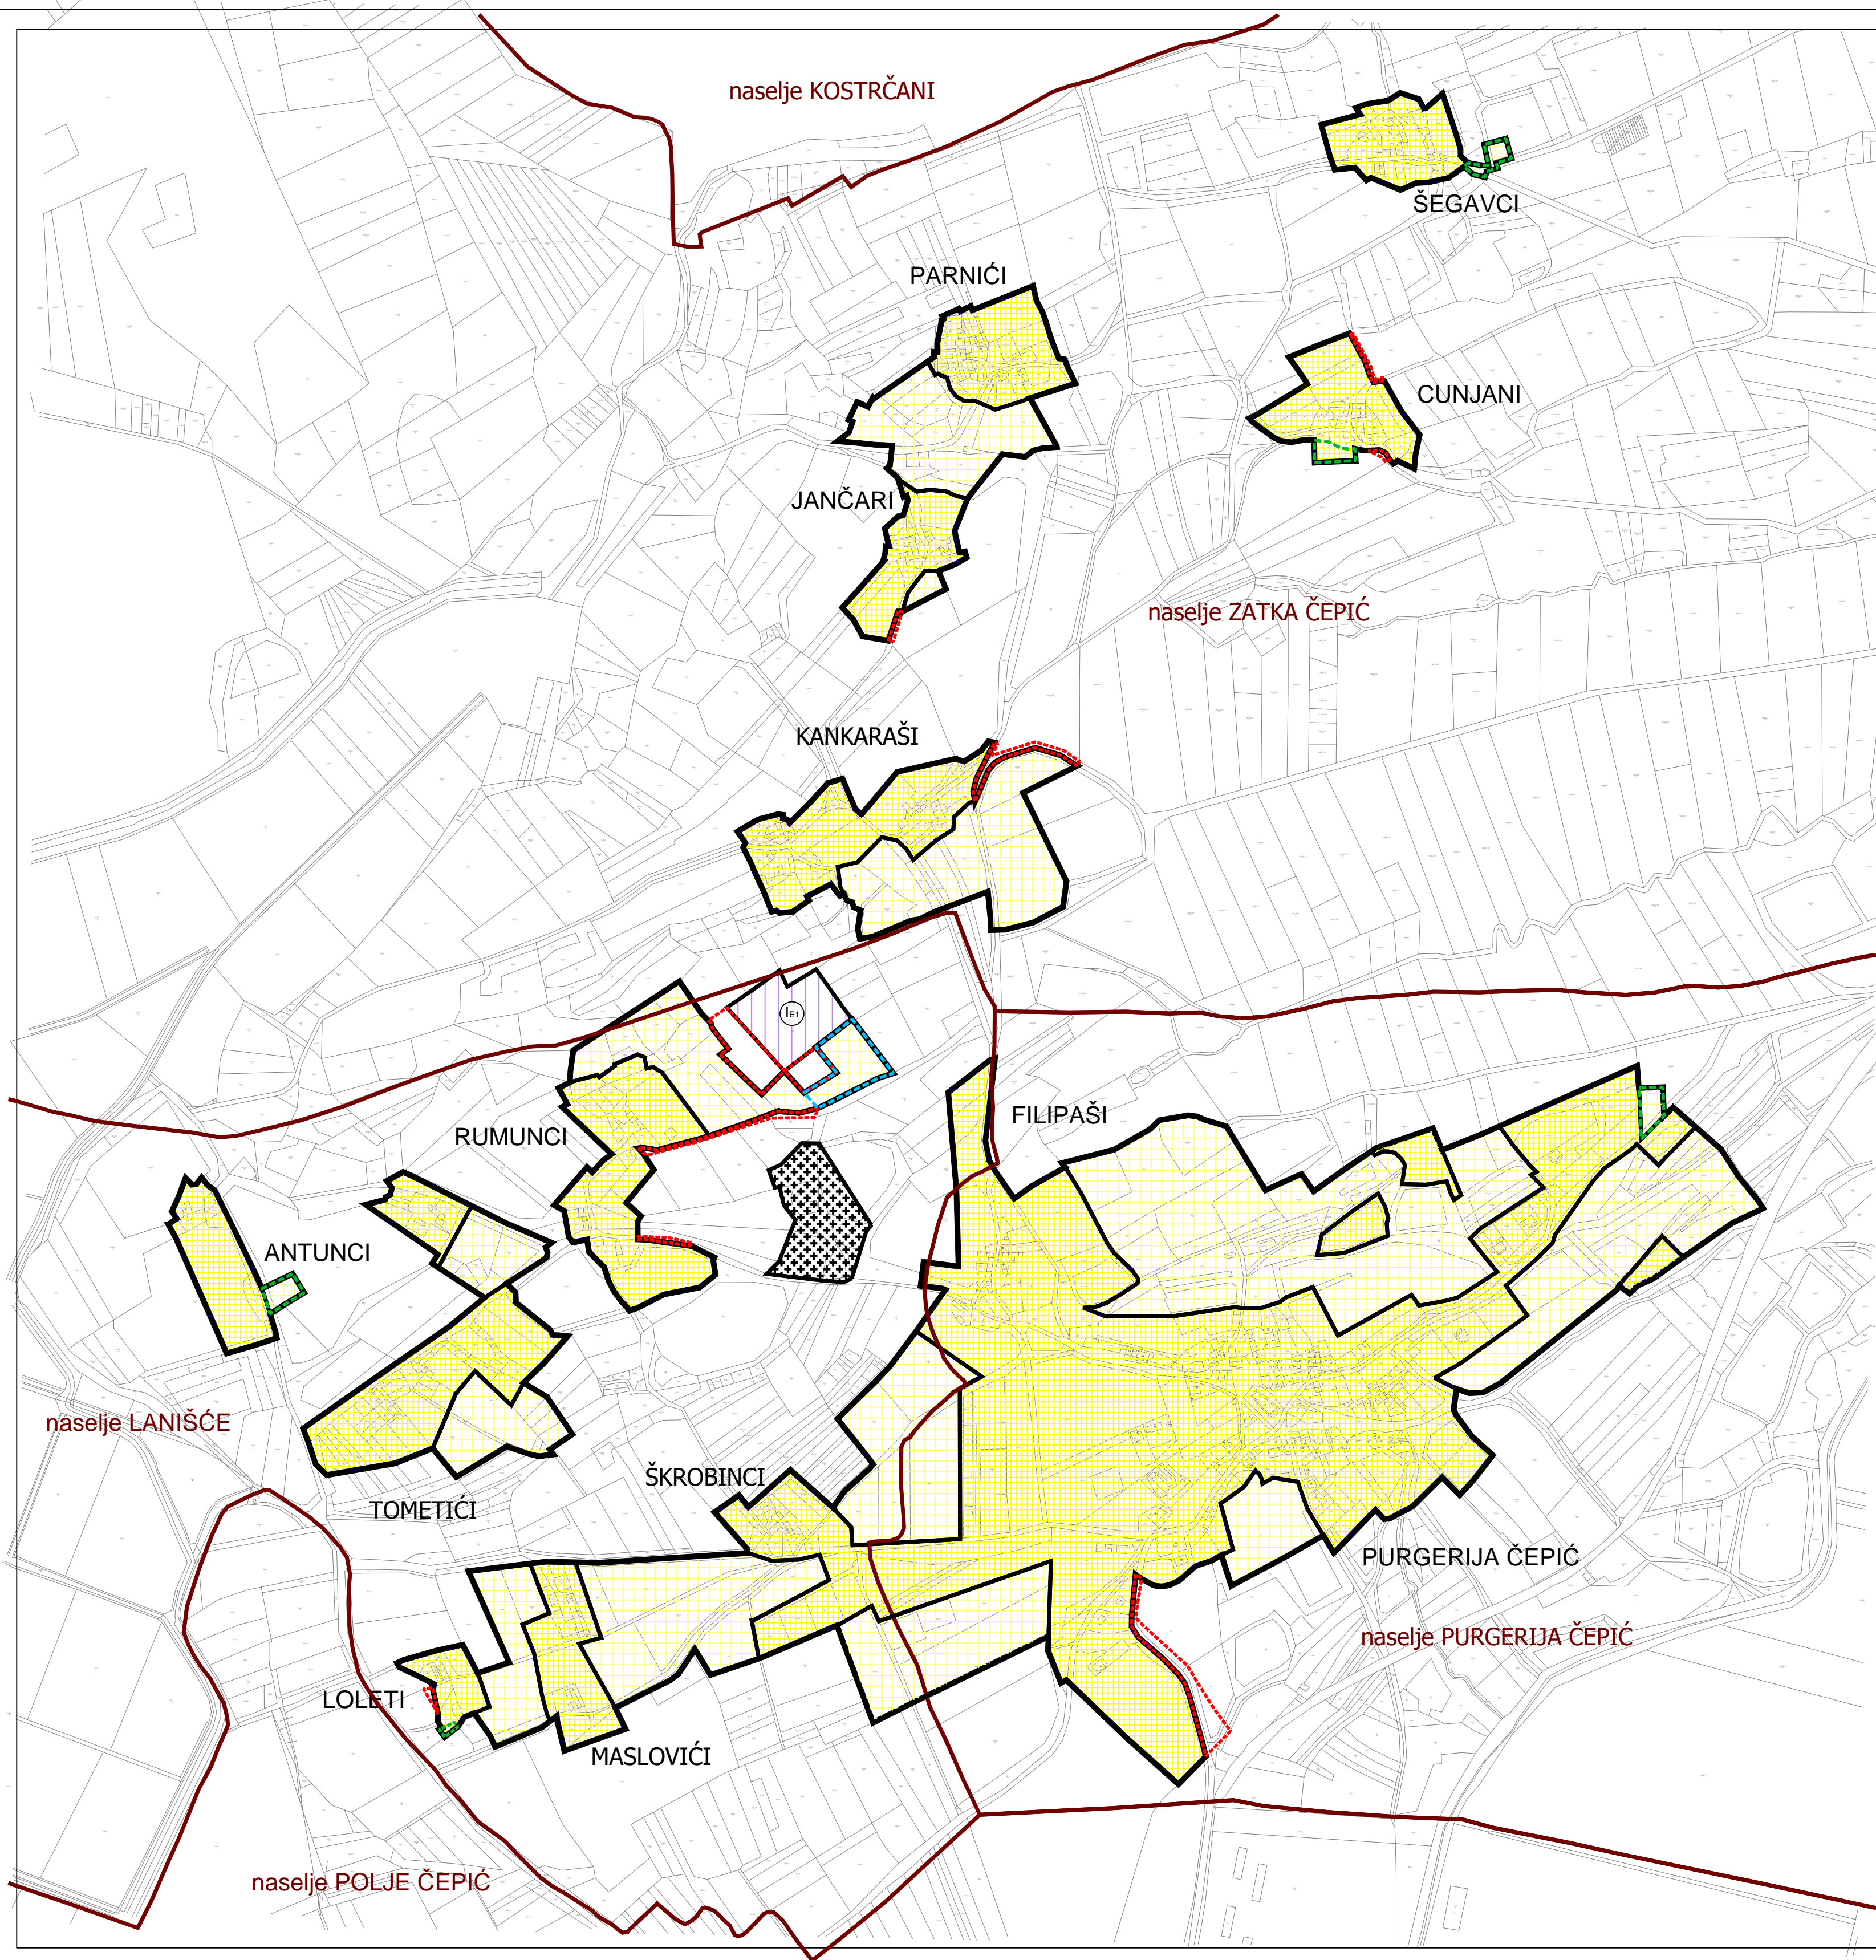 naselje KOSTRČANI
ŠEGAVCI
PARNIĆI
CUNJANI
JANČARI
naselje ZATKA ČEPIĆ
KANKARAŠI
IE1
FILIPAŠI
RUMUNCI
ANTUNCI
naselje LANIŠĆE
ŠKROBINCI
TOMETIĆI
PURGERIJA ČEPIĆ
naselje PURGERIJA ČEPIĆ
LOLETI
MASLOVIĆI
naselje POLJE ČEPIĆ